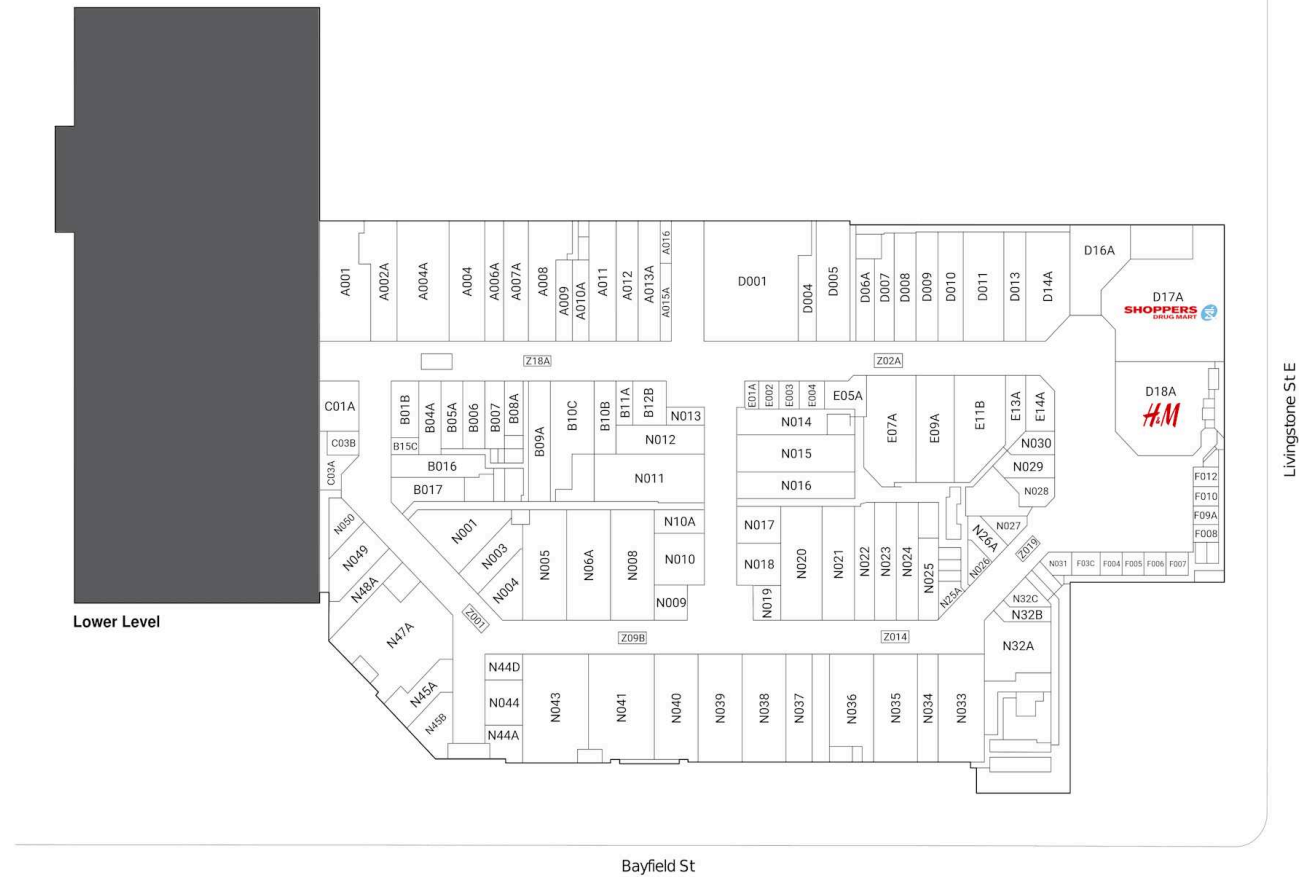 A001
A002A
A004A
A004
A006A
A007A
A008
A009
A010A
A011
A012
A013A
A015A
A016
D001
D004
D005
D06A
D007
D008
D009
D010
D011
D013
D14A
D16A
D17A
SHOPPERS
DRUG MART
Z18A
Z02A
C01A
C03B
C03A
B01B
B04A
B05A
B006
B007
B08A
B09A
B10C
B10B
B11A
B12B
N013
N012
N011
B15C
B016
B017
E01A
E002
E003
E004
E05A
N014
N015
N016
E07A
E09A
E11B
E13A
E14A
N030
N029
N028
D18A
H&M
F012
F010
F09A
F008
N050
N049
N48A
N47A
N45A
N45B
N001
N003
N004
N005
N06A
N008
N10A
N010
N009
N017
N018
N019
N020
N021
N022
N023
N024
N025
N25A
N026
N26A
N027
Z019
N031
F03C
F004
F005
F006
F007
N32C
N32B
N32A
Z001
Z09B
Z014
N44D
N044
N44A
N043
N041
N040
N039
N038
N037
N036
N035
N034
N033
Lower Level
Livingstone St E
Bayfield St